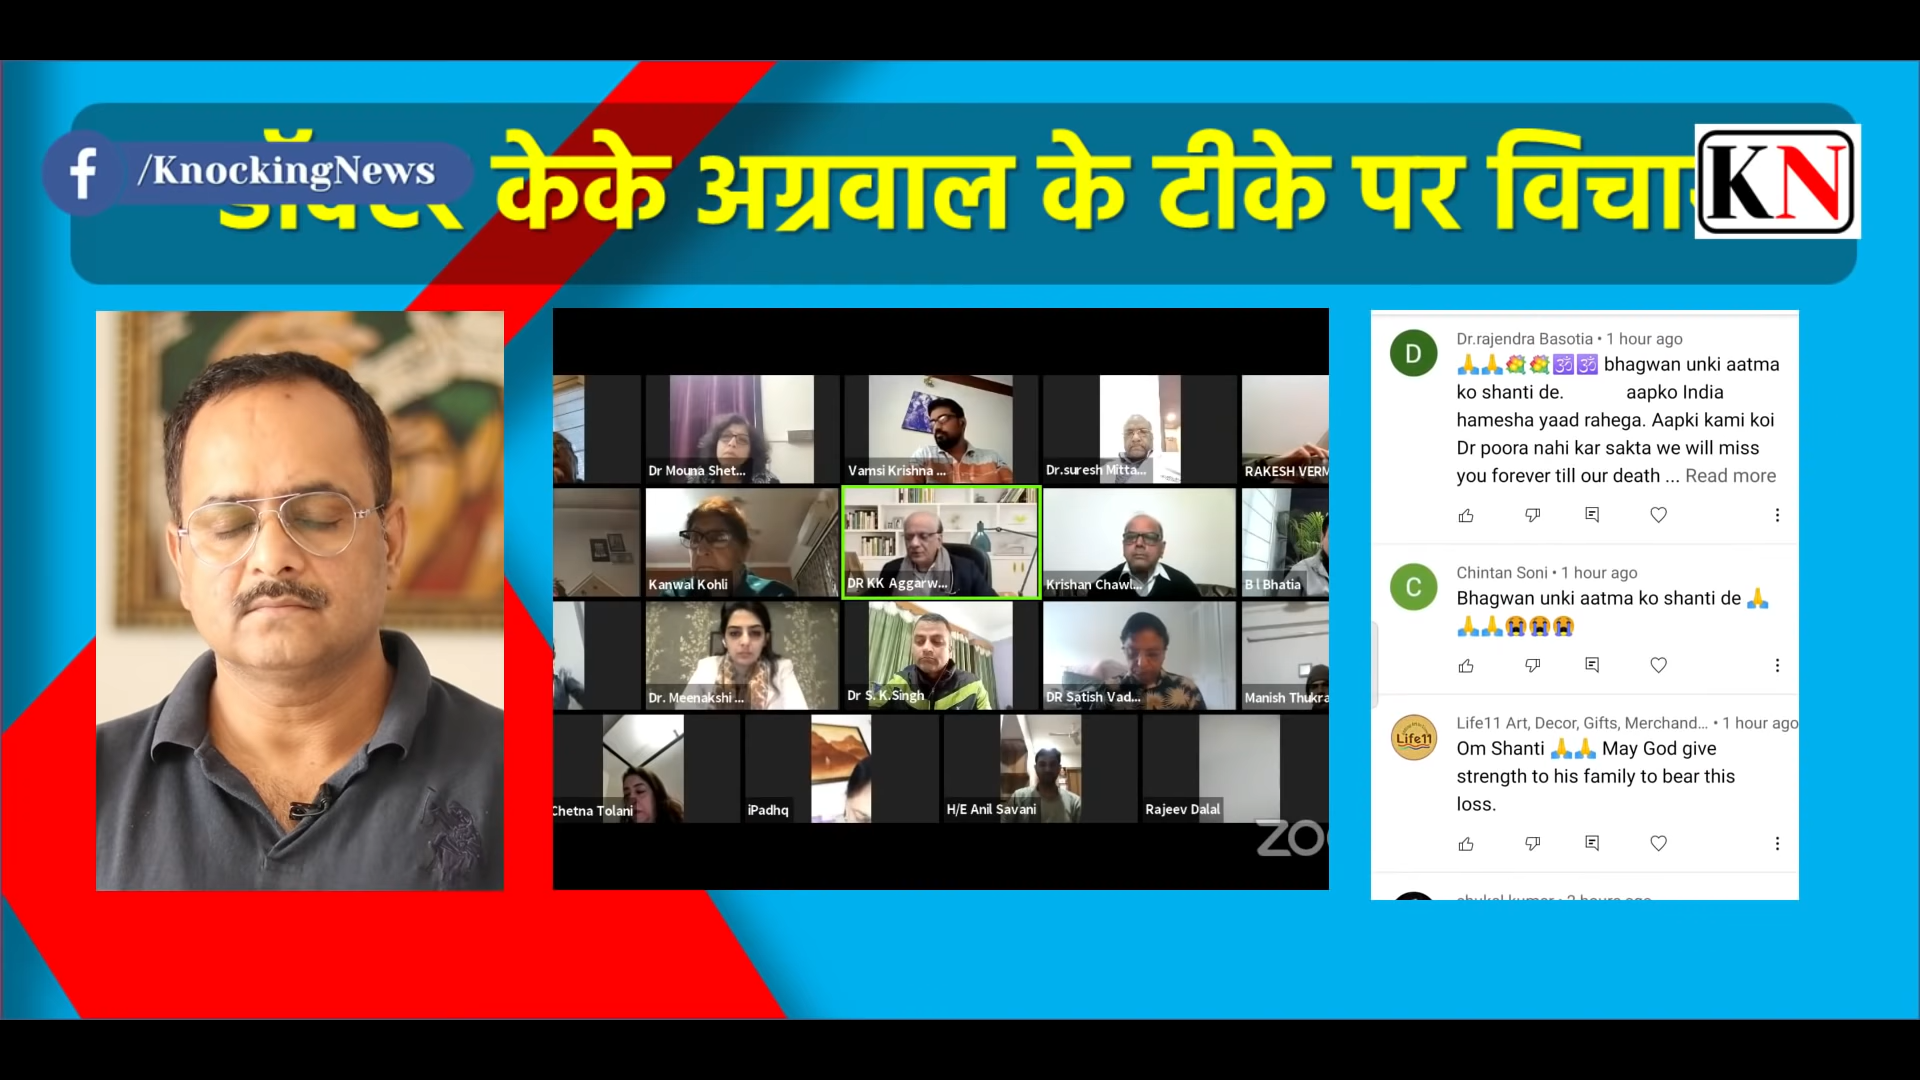 /KnockingNews
केके अग्रवाल के टीके पर
KN
Dr Mouna Shet...
Vamsi Krishna ...
Dr.suresh Mitta...
RAKESH VERM
Kanwal Kohli
DR KK Aggarw...
Krishan Chawl...
B l Bhatia
Dr. Meenakshi ...
Dr S. K.Singh
DR Satish Vad...
Manish Thukra
Chetna Tolani
iPadhq
H/E Anil Savani
Rajeev Dalal
D
Dr.rajendra Basotia • 1 hour ago
🙏🙏💐💐🕉🕉 bhagwan unki aatma
ko shanti de. aapko India
hamesha yaad rahega. Aapki kami koi
Dr poora nahi kar sakta we will miss
you forever till our death ... Read more
C
Chintan Soni • 1 hour ago
Bhagwan unki aatma ko shanti de 🙏
🙏🙏😭😭😭
Life11
Life11 Art, Decor, Gifts, Merchand... • 1 hour ago
Om Shanti 🙏🙏 May God give
strength to his family to bear this
loss.